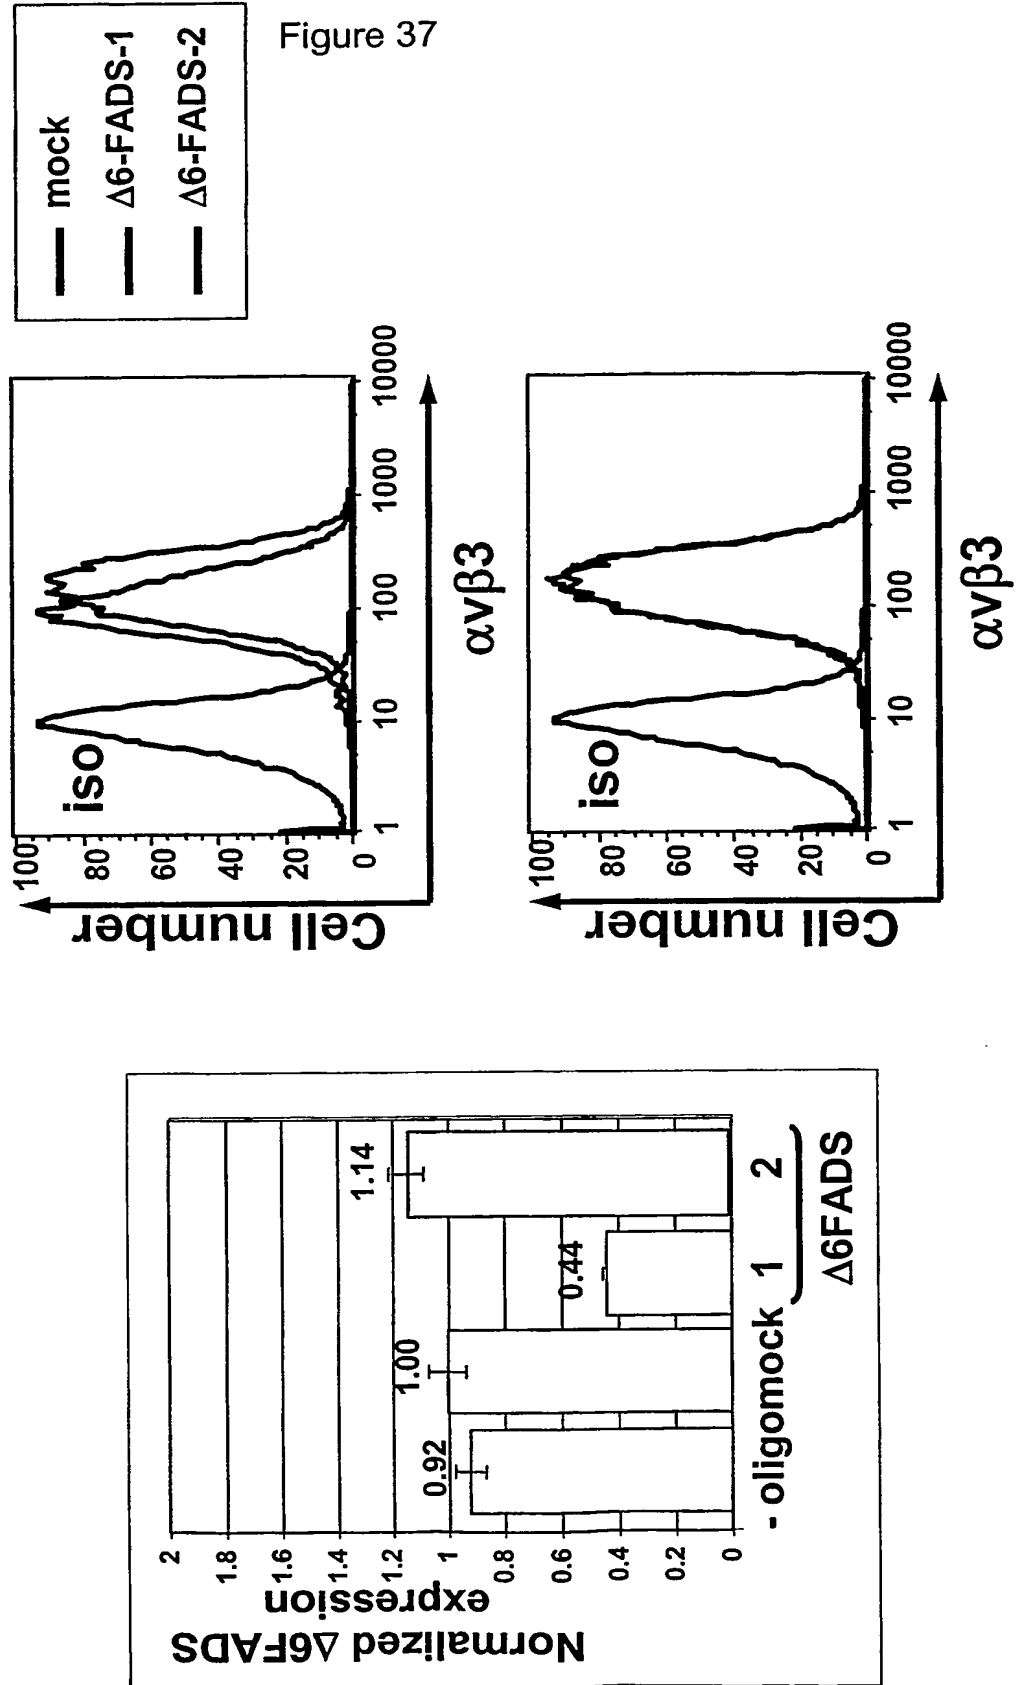 Figure 37
mock
Δ6-FADS-1
Δ6-FADS-2
Normalized Δ6FADS
expression
2
1.8
1.6
1.4
1.2
1
0.8
0.6
0.4
0.2
0
0.92
1.00
0.44
1.14
- oligomock 1 2
Δ6FADS
Cell number
100
80
60
40
20
0
iso
1 10 100 1000 10000
αvβ3
Cell number
100
80
60
40
20
0
iso
1 10 100 1000 10000
αvβ3